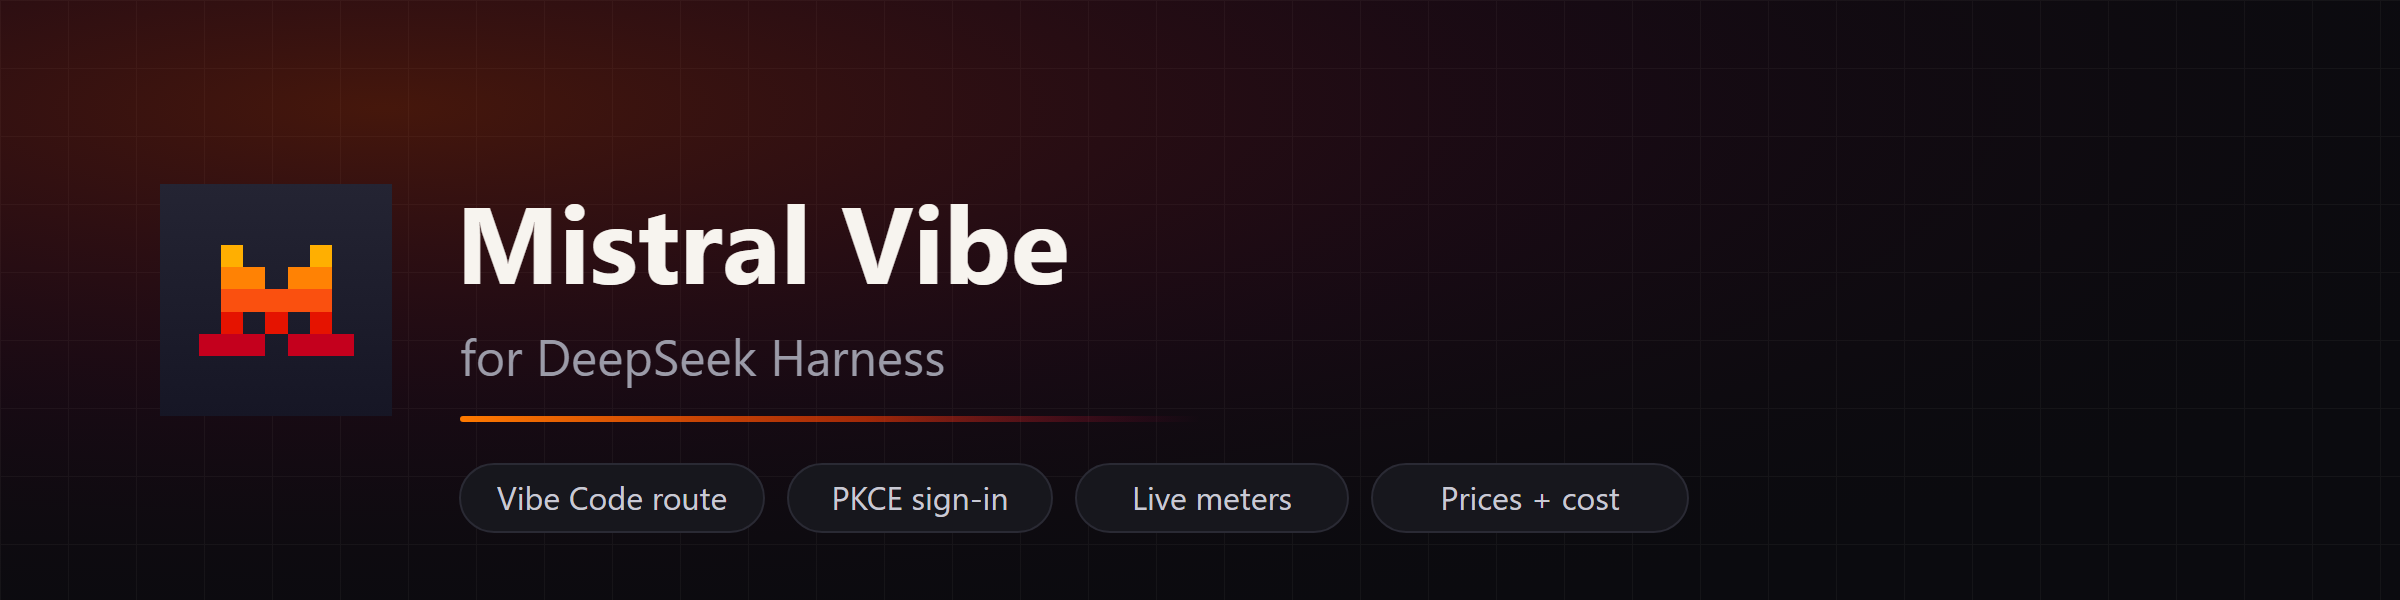 Mistral Vibe
for DeepSeek Harness
Vibe Code route
PKCE sign-in
Live meters
Prices + cost